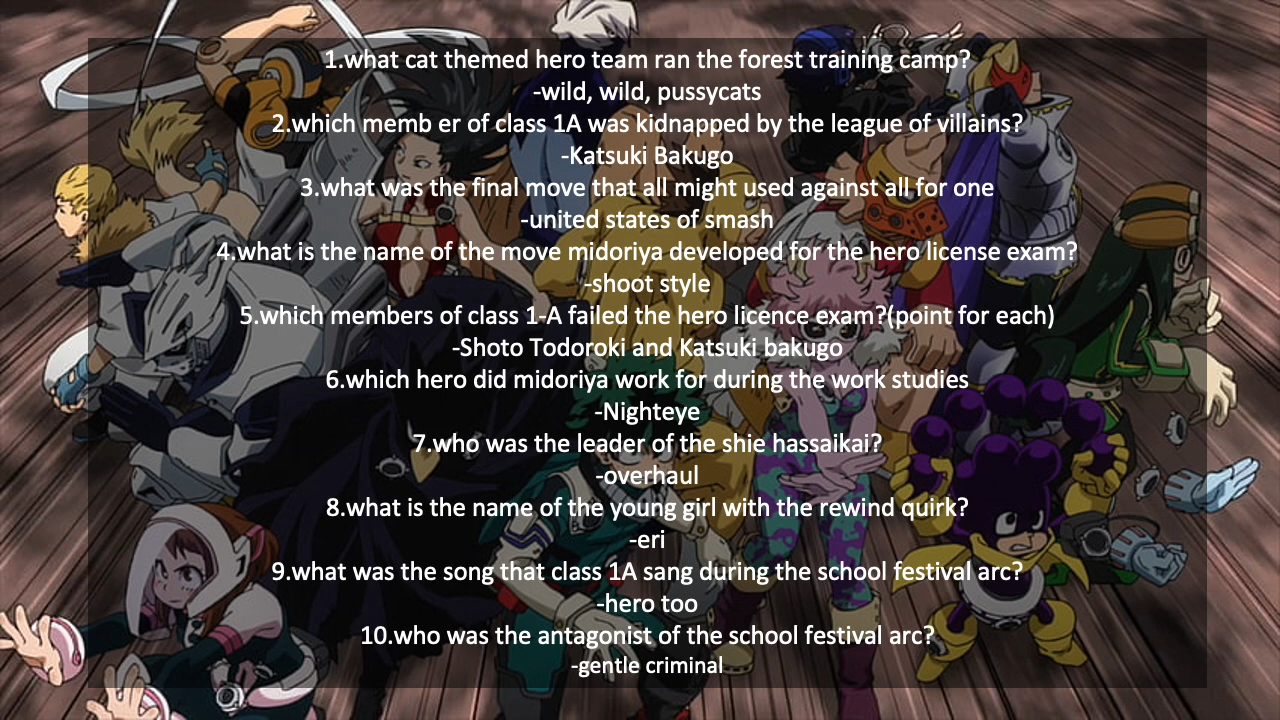 1.what cat themed hero team ran the forest training camp?
-wild, wild, pussycats
2.which memb er of class 1A was kidnapped by the league of villains?
-Katsuki Bakugo
3.what was the final move that all might used against all for one
-united states of smash
4.what is the name of the move midoriya developed for the hero license exam?
-shoot style
5.which members of class 1-A failed the hero licence exam?(point for each)
-Shoto Todoroki and Katsuki bakugo
6.which hero did midoriya work for during the work studies
-Nighteye
7.who was the leader of the shie hassaikai?
-overhaul
8.what is the name of the young girl with the rewind quirk?
-eri
9.what was the song that class 1A sang during the school festival arc?
-hero too
10.who was the antagonist of the school festival arc?
-gentle criminal